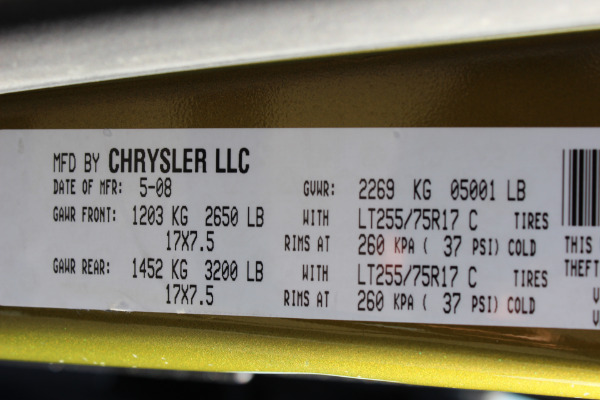 MFD BY CHRYSLER LLC
DATE OF MFR: 5-08 GVWR: 2269 KG 05001 LB
GAWR FRONT: 1203 KG 2650 LB WITH LT255/75R17 C TIRES
17X7.5 RIMS AT 260 KPA ( 37 PSI) COLD
GAWR REAR: 1452 KG 3200 LB WITH LT255/75R17 C TIRES
17X7.5 RIMS AT 260 KPA ( 37 PSI) COLD
THIS
THEFT